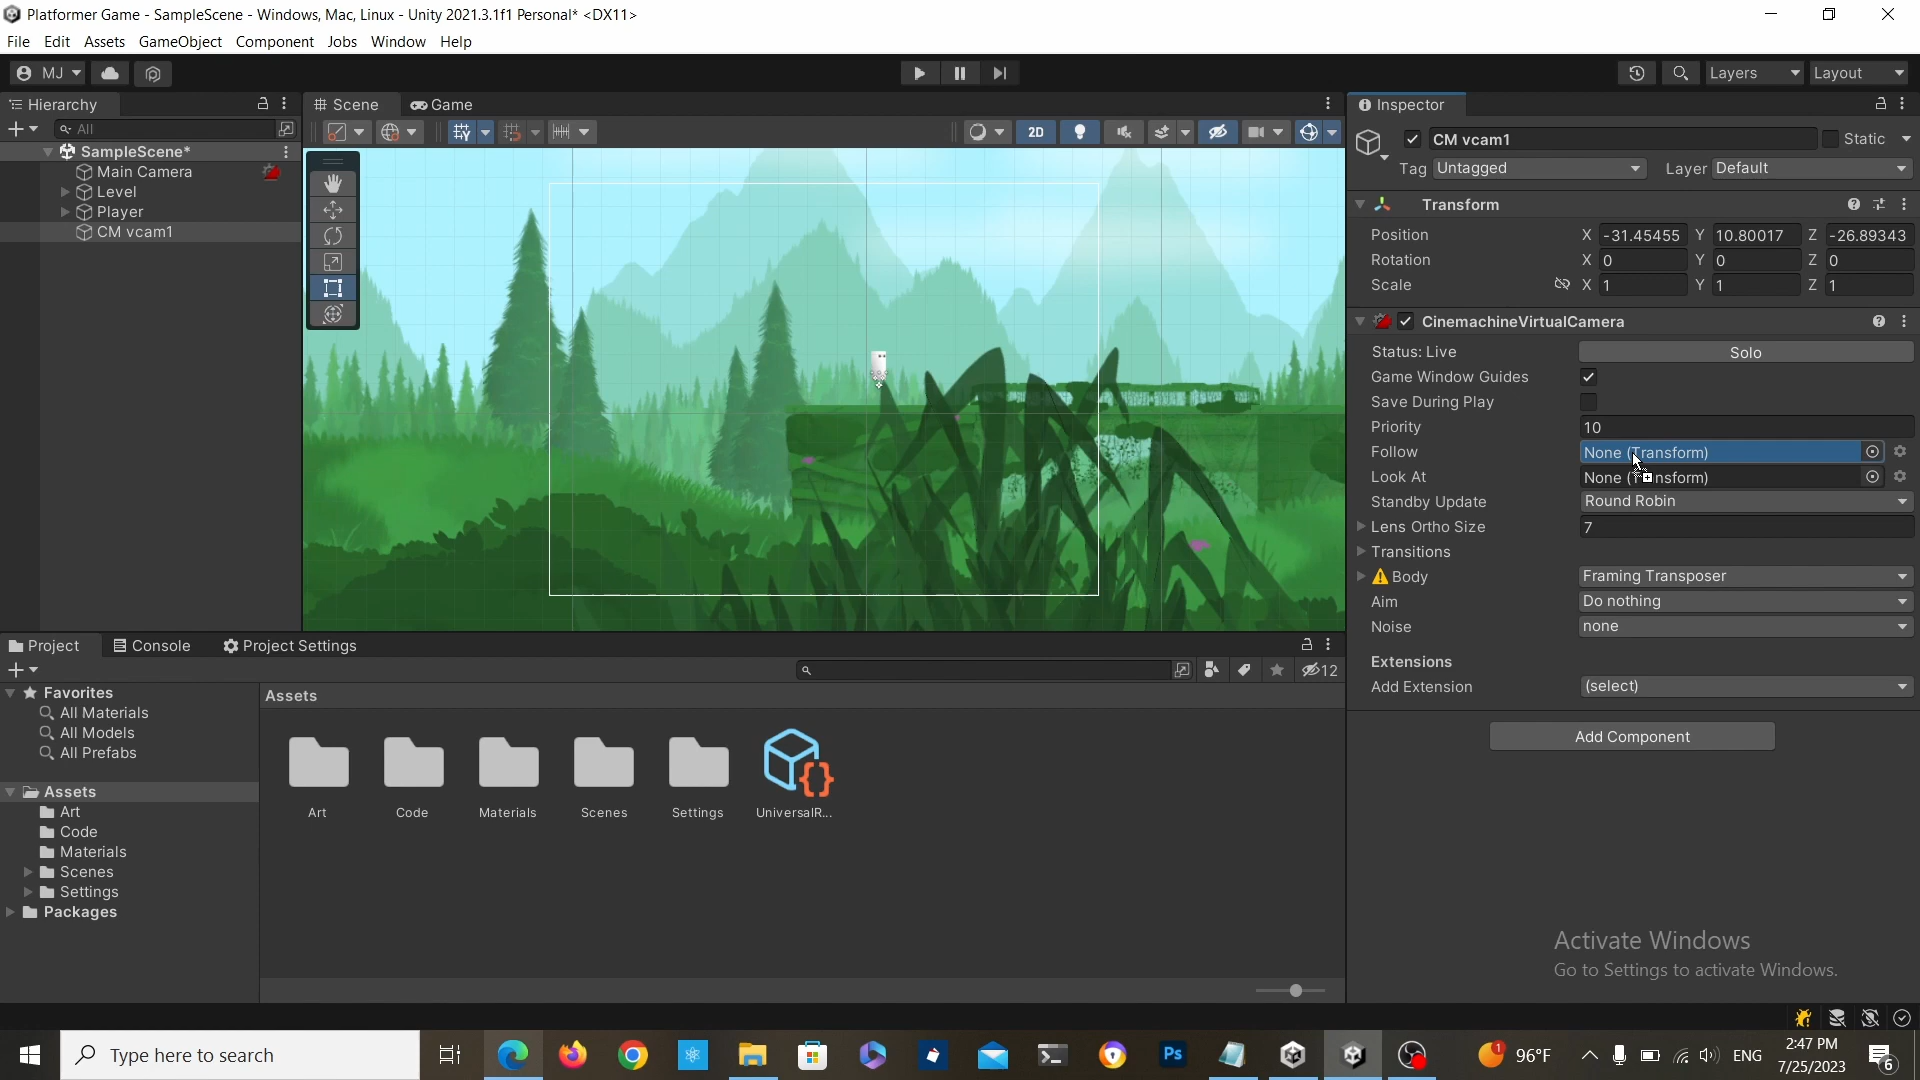 Platformer Game - SampleScene - Windows, Mac, Linux - Unity 2021.3.1f1 Personal* <DX11>
File Edit Assets GameObject Component Jobs Window Help
MJ Layers Layout
Hierarchy
All
SampleScene*
Main Camera
Level
Player
CM vcam1
Scene Game
2D
Inspector
CM vcam1 Static
Tag Untagged Layer Default
Transform
Position X -31.45455 Y 10.80017 Z -26.89343
Rotation X 0 Y 0 Z 0
Scale X 1 Y 1 Z 1
CinemachineVirtualCamera
Status: Live Solo
Game Window Guides
Save During Play
Priority 10
Follow None (Transform)
Look At None (Transform)
Standby Update Round Robin
Lens Ortho Size 7
Transitions
Body Framing Transposer
Aim Do nothing
Noise none
Extensions
Add Extension (select)
Add Component
Project Console Project Settings
12
Favorites
All Materials
All Models
All Prefabs
Assets
Art
Code
Materials
Scenes
Settings
Packages
Assets
Art Code Materials Scenes Settings UniversalR...
Activate Windows
Go to Settings to activate Windows.
Type here to search
Ps
1
96°F
ENG
2:47 PM
7/25/2023
6